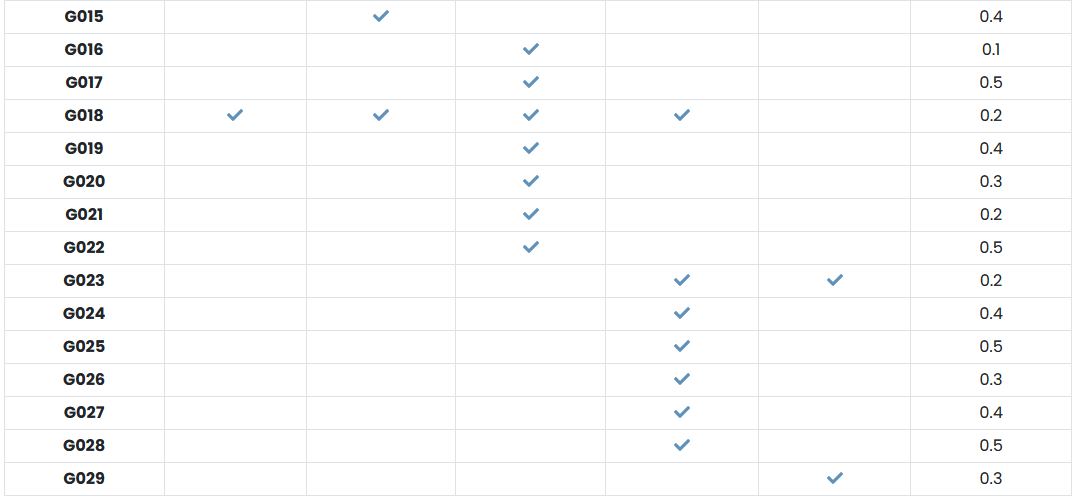 G015 ✓ 0.4
G016 ✓ 0.1
G017 ✓ 0.5
G018 ✓ ✓ ✓ ✓ 0.2
G019 ✓ 0.4
G020 ✓ 0.3
G021 ✓ 0.2
G022 ✓ 0.5
G023 ✓ ✓ 0.2
G024 ✓ 0.4
G025 ✓ 0.5
G026 ✓ 0.3
G027 ✓ 0.4
G028 ✓ 0.5
G029 ✓ 0.3